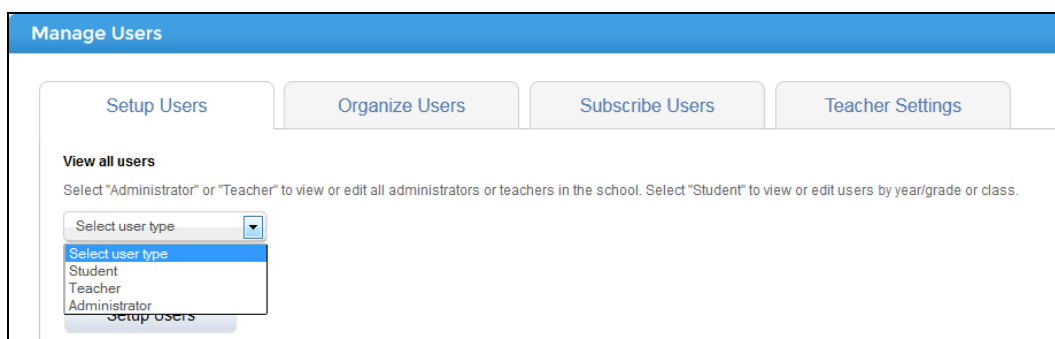 Manage Users
Setup Users Organize Users Subscribe Users Teacher Settings
View all users
Select "Administrator" or "Teacher" to view or edit all administrators or teachers in the school. Select "Student" to view or edit users by year/grade or class.
Select user type
Select user type
Student
Teacher
Administrator
Setup Users